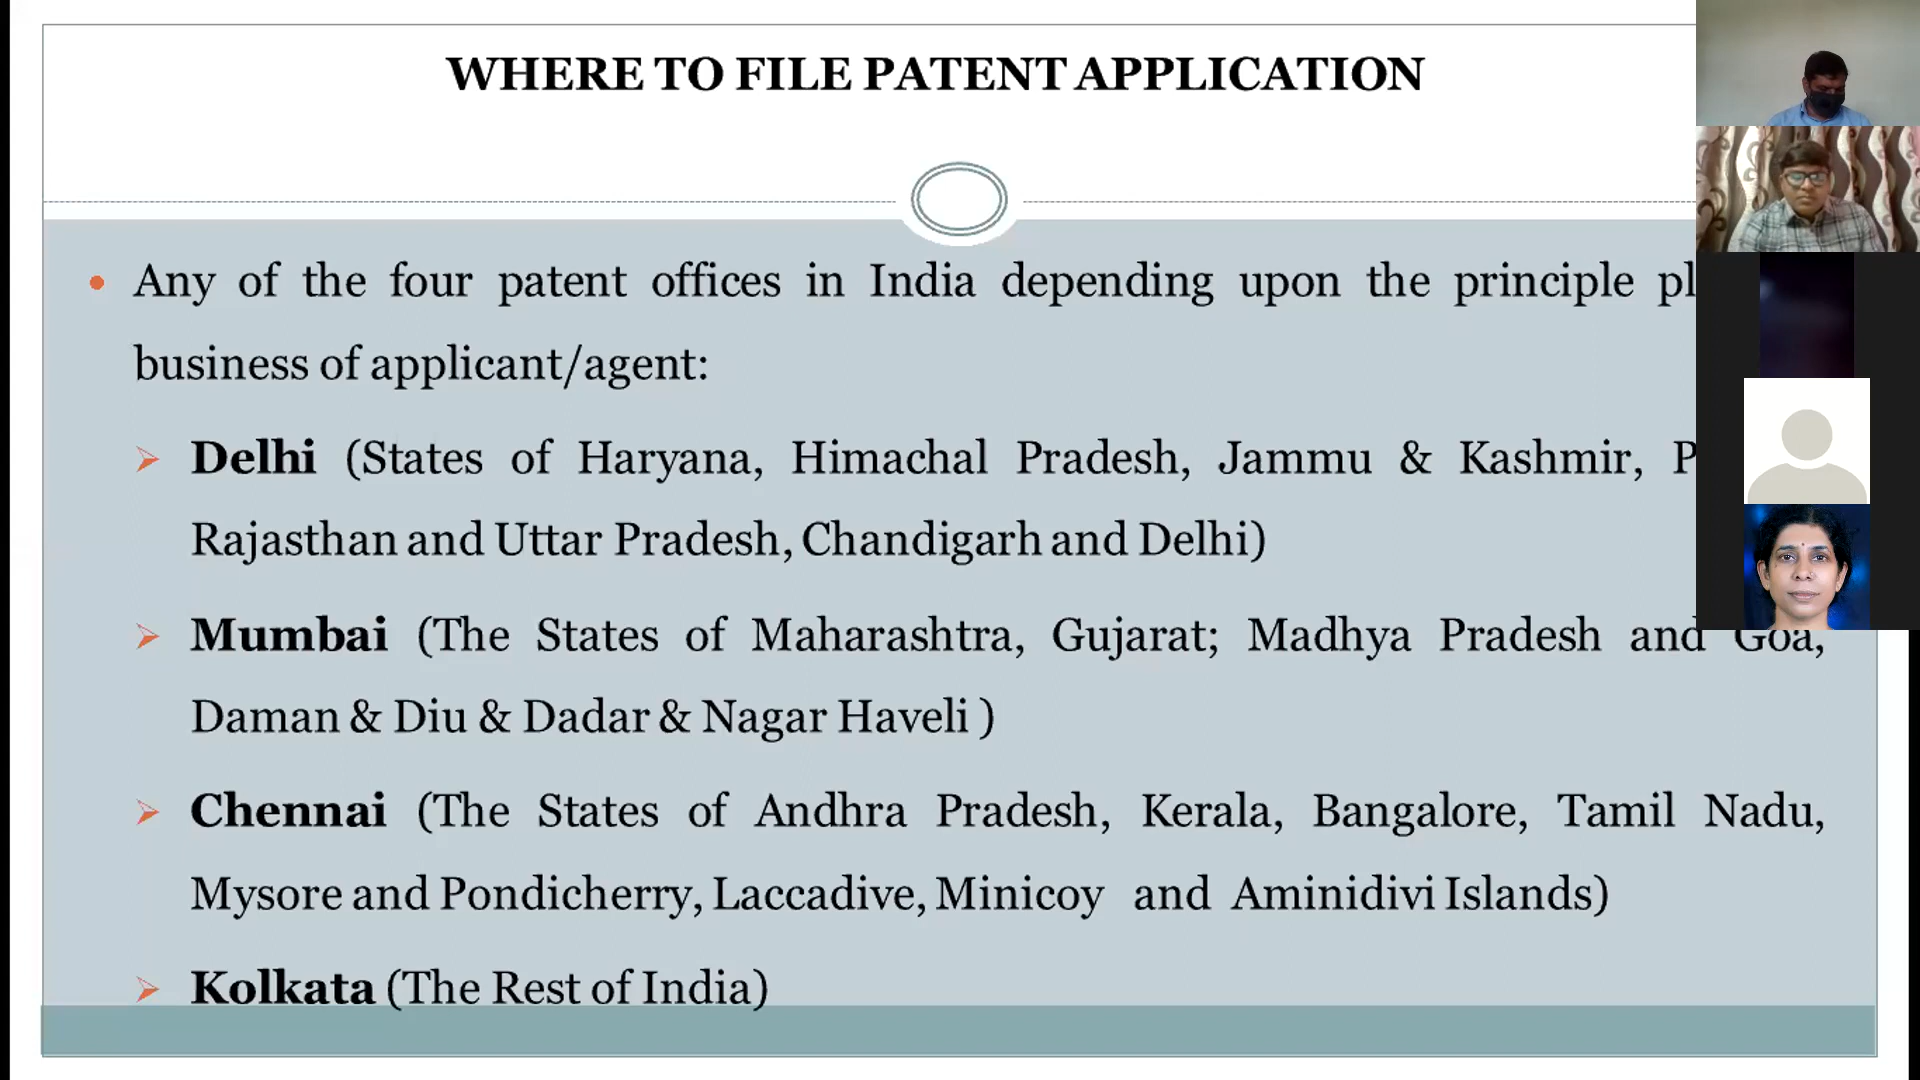 WHERE TO FILE PATENT APPLICATION
Any of the four patent offices in India depending upon the principle
business of applicant/agent:
Delhi (States of Haryana, Himachal Pradesh, Jammu & Kashmir,
Rajasthan and Uttar Pradesh, Chandigarh and Delhi)
Mumbai (The States of Maharashtra, Gujarat; Madhya Pradesh and Goa,
Daman & Diu & Dadar & Nagar Haveli )
Chennai (The States of Andhra Pradesh, Kerala, Bangalore, Tamil Nadu,
Mysore and Pondicherry, Laccadive, Minicoy and Aminidivi Islands)
Kolkata (The Rest of India)